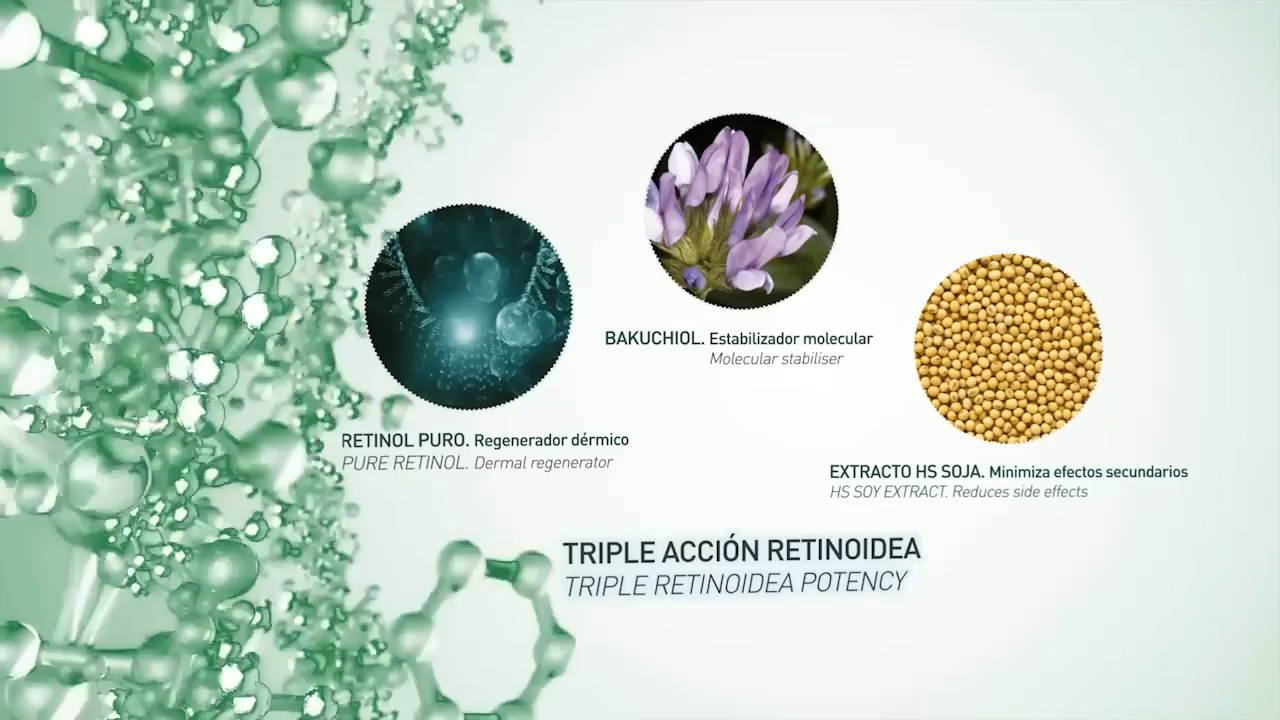 BAKUCHIOL. Estabilizador molecular
Molecular stabiliser
RETINOL PURO. Regenerador dérmico
PURE RETINOL. Dermal regenerator
EXTRACTO HS SOJA. Minimiza efectos secundarios
HS SOY EXTRACT. Reduces side effects
TRIPLE ACCIÓN RETINOIDEA
TRIPLE RETINOIDEA POTENCY